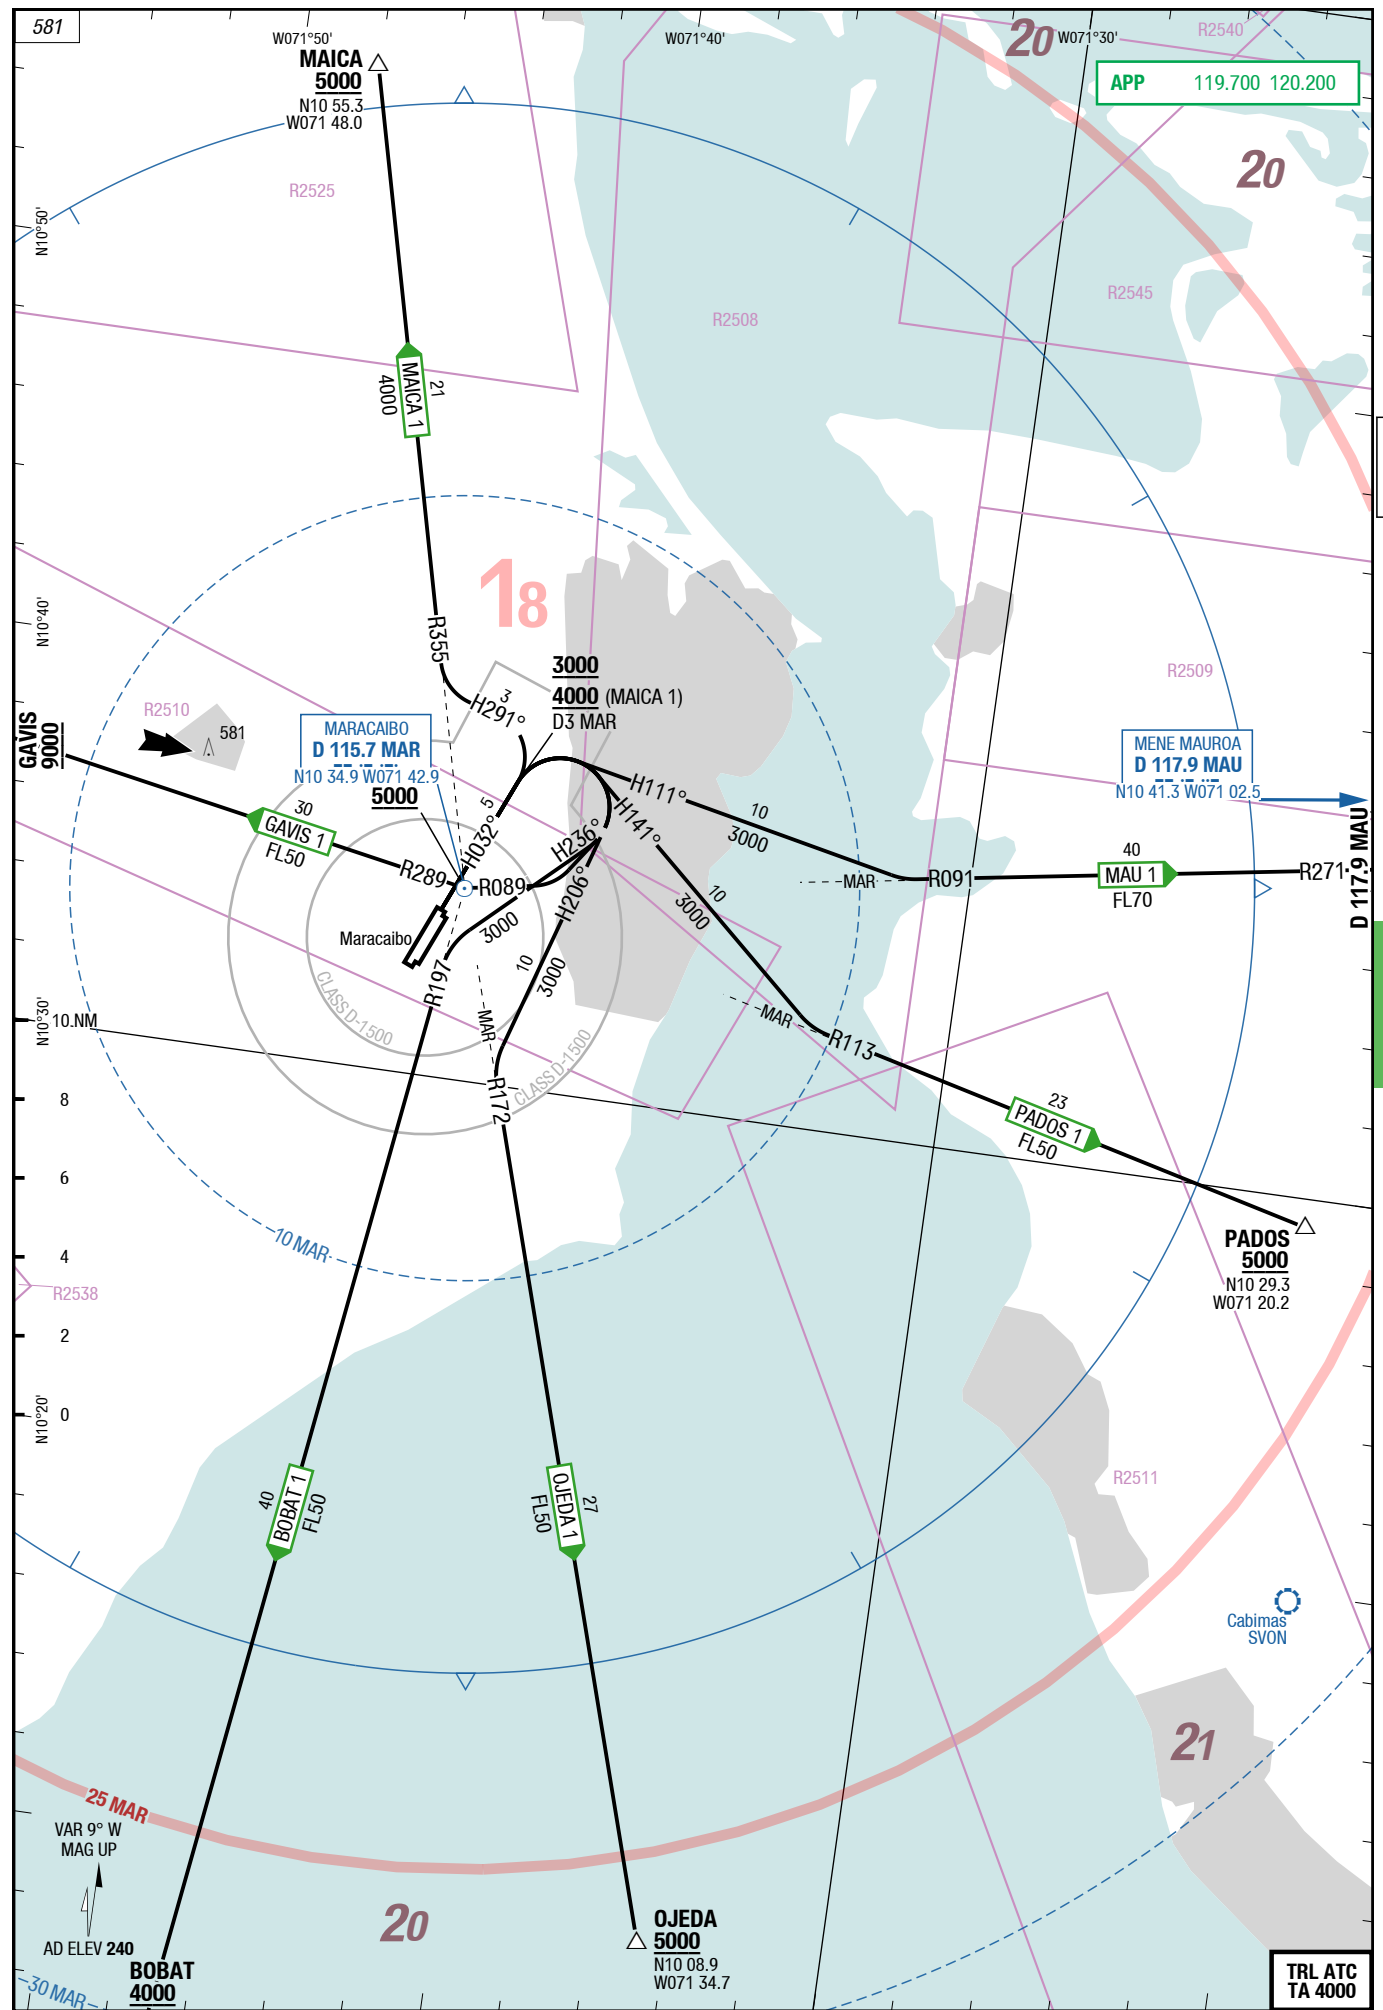 581
W071°50'
W071°40'
W071°30'
R2540
20
MAICA
5000
N10 55.3
W071 48.0
APP 119.700 120.200
20
R2525
N10°50'
R2545
R2508
MAICA 1
21
4000
18
N10°40'
R355
3000
4000 (MAICA 1)
D3 MAR
3
H291°
R2509
R2510
581
GAVIS
9000
MARACAIBO
D 115.7 MAR
N10 34.9 W071 42.9
5000
MENE MAUROA
D 117.9 MAU
N10 41.3 W071 02.5
5
H032°
H111°
10
3000
H141°
H236°
30
GAVIS 1
FL50
R289
R089
H206°
3000
10
3000
MAR
R091
40
MAU 1
FL70
R271
D 117.9 MAU
Maracaibo
R197
10
3000
MAR
MAR
R113
CLASS D-1500
CLASS D-1500
N10°30'
10 NM
8
6
4
2
0
R172
23
PADOS 1
FL50
10 MAR
PADOS
5000
N10 29.3
W071 20.2
R2538
N10°20'
R2511
40
BOBAT 1
FL50
27
OJEDA 1
FL50
Cabimas
SVON
21
25 MAR
VAR 9° W
MAG UP
20
AD ELEV 240
OJEDA
5000
N10 08.9
W071 34.7
BOBAT
4000
30 MAR
TRL ATC
TA 4000